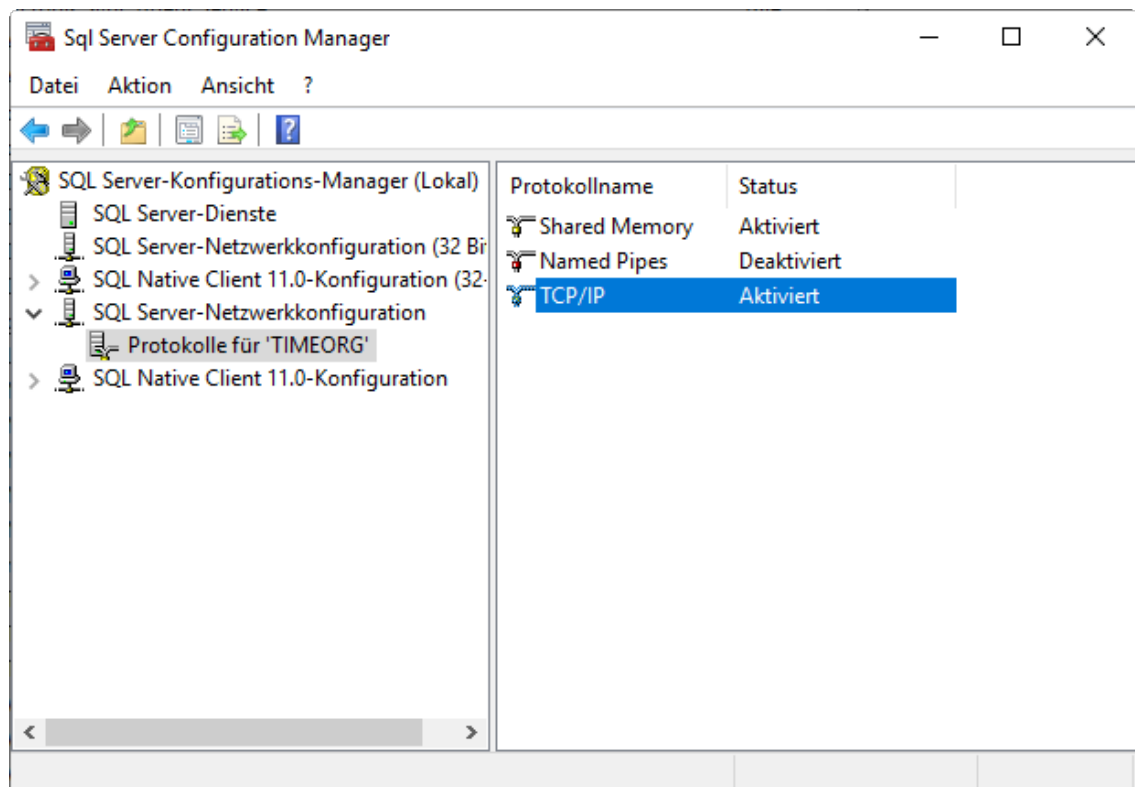 Sql Server Configuration Manager
Datei Aktion Ansicht ?
SQL Server-Konfigurations-Manager (Lokal)
SQL Server-Dienste
SQL Server-Netzwerkkonfiguration (32 Bi
SQL Native Client 11.0-Konfiguration (32-
SQL Server-Netzwerkkonfiguration
Protokolle für 'TIMEORG'
SQL Native Client 11.0-Konfiguration
Protokollname Status
Shared Memory Aktiviert
Named Pipes Deaktiviert
TCP/IP Aktiviert